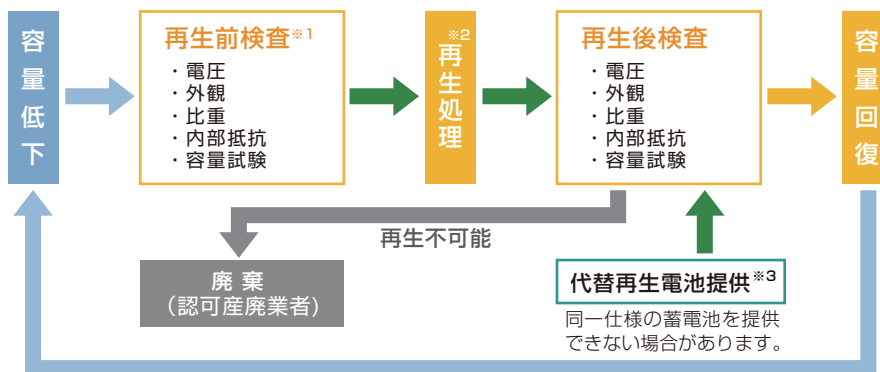 容量低下
再生前検査※1
・電圧
・外観
・比重
・内部抵抗
・容量試験
※2
再生処理
再生後検査
・電圧
・外観
・比重
・内部抵抗
・容量試験
容量回復
再生不可能
廃 棄
（認可産廃業者）
代替再生電池提供※3
同一仕様の蓄電池を提供
できない場合があります。